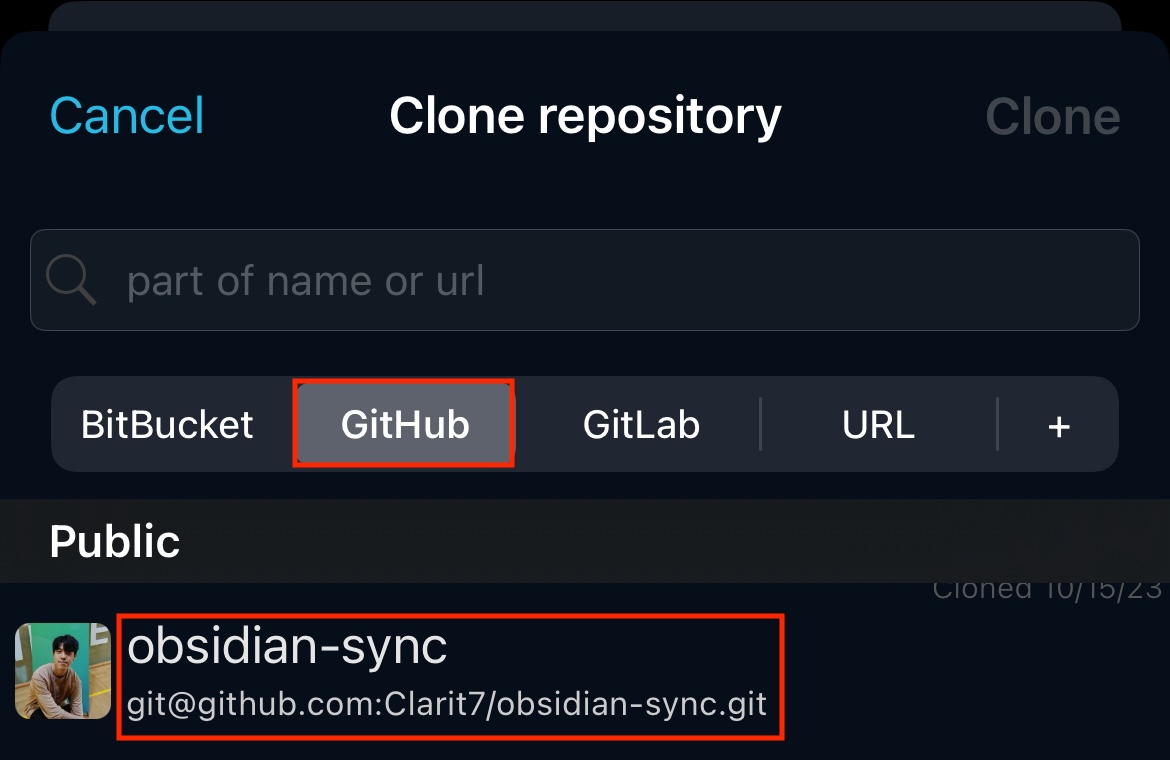 Cancel Clone repository Clone
part of name or url
BitBucket GitHub GitLab URL +
Public
Cloned 10/15/23
obsidian-sync
git@github.com:Clarit7/obsidian-sync.git